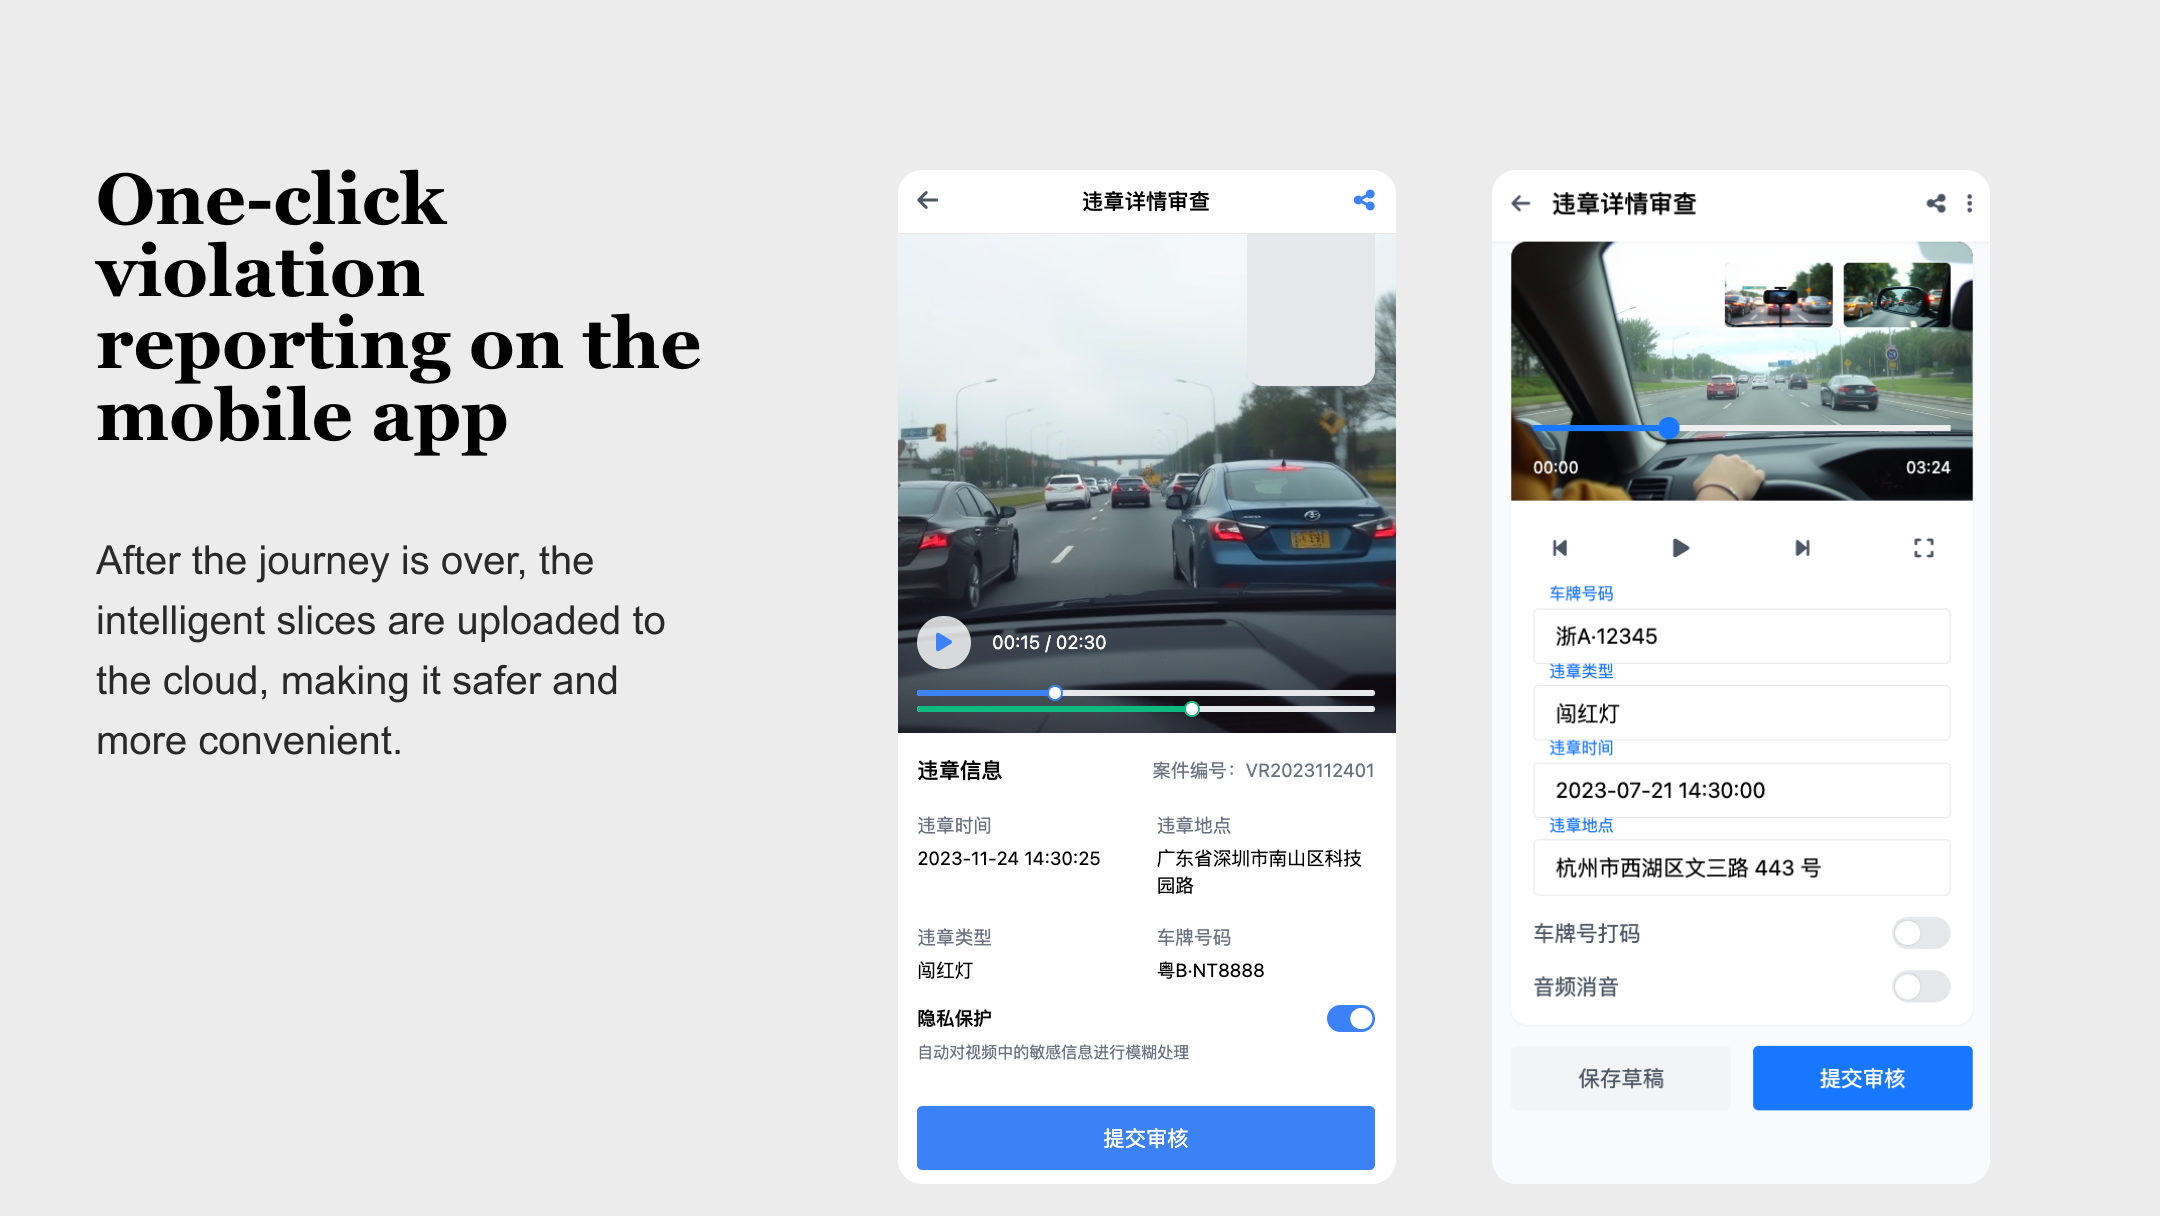 One-click
violation
reporting on the
mobile app
After the journey is over, the
intelligent slices are uploaded to
the cloud, making it safer and
more convenient.
违章详情审查
00:15 / 02:30
违章信息
案件编号：VR2023112401
违章时间
违章地点
2023-11-24 14:30:25
广东省深圳市南山区科技
园路
违章类型
车牌号码
闯红灯
粤B·NT8888
隐私保护
自动对视频中的敏感信息进行模糊处理
提交审核
违章详情审查
00:00
03:24
车牌号码
浙A·12345
违章类型
闯红灯
违章时间
2023-07-21 14:30:00
违章地点
杭州市西湖区文三路 443 号
车牌号打码
音频消音
保存草稿
提交审核